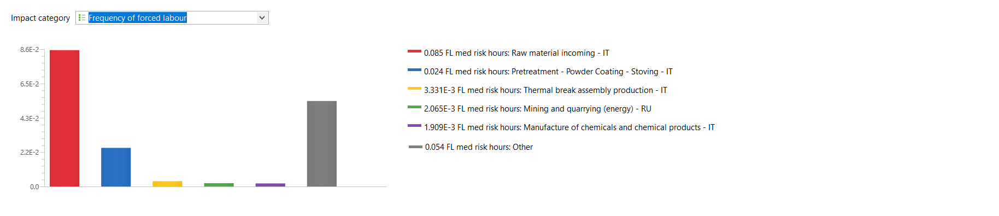 Impact category Frequency of forced labour
8.6E-2
6.5E-2
4.3E-2
2.2E-2
0.0
0.085 FL med risk hours: Raw material incoming - IT
0.024 FL med risk hours: Pretreatment - Powder Coating - Stoving - IT
3.331E-3 FL med risk hours: Thermal break assembly production - IT
2.065E-3 FL med risk hours: Mining and quarrying (energy) - RU
1.909E-3 FL med risk hours: Manufacture of chemicals and chemical products - IT
0.054 FL med risk hours: Other